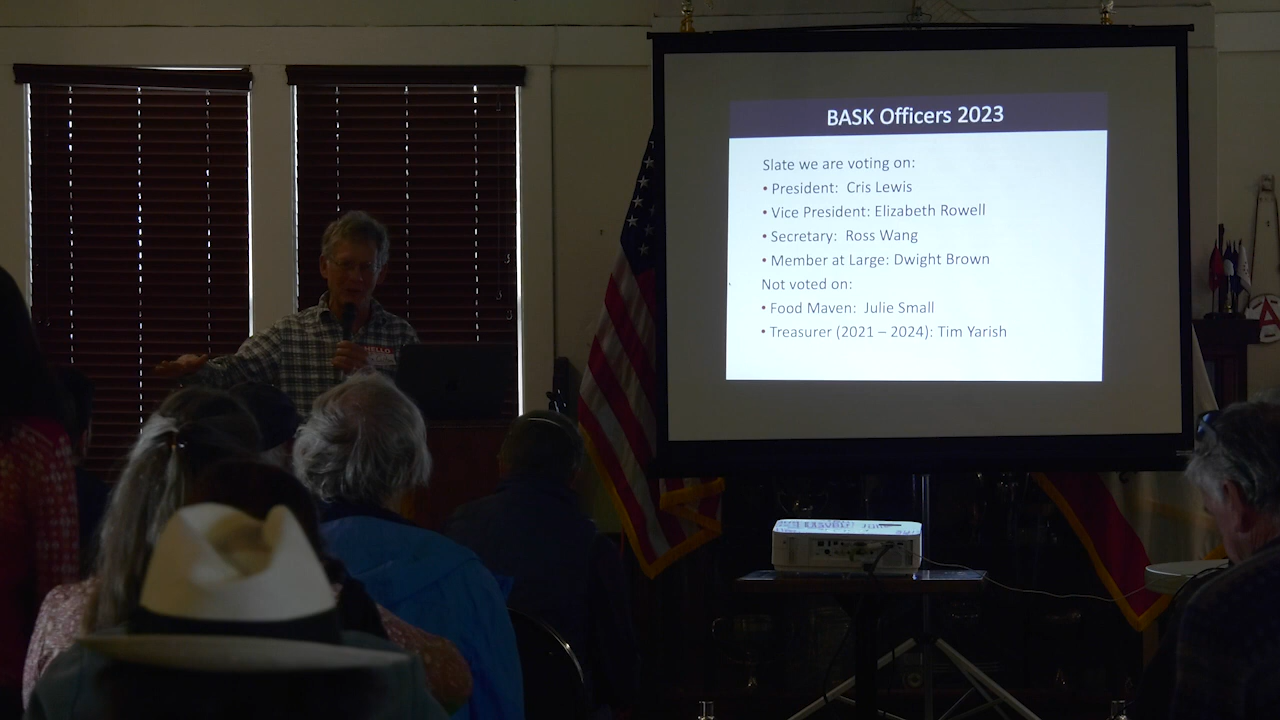 BASK Officers 2023
Slate we are voting on:
• President: Cris Lewis
• Vice President: Elizabeth Rowell
• Secretary: Ross Wang
• Member at Large: Dwight Brown
Not voted on:
• Food Maven: Julie Small
• Treasurer (2021 – 2024): Tim Yarish
HELLO